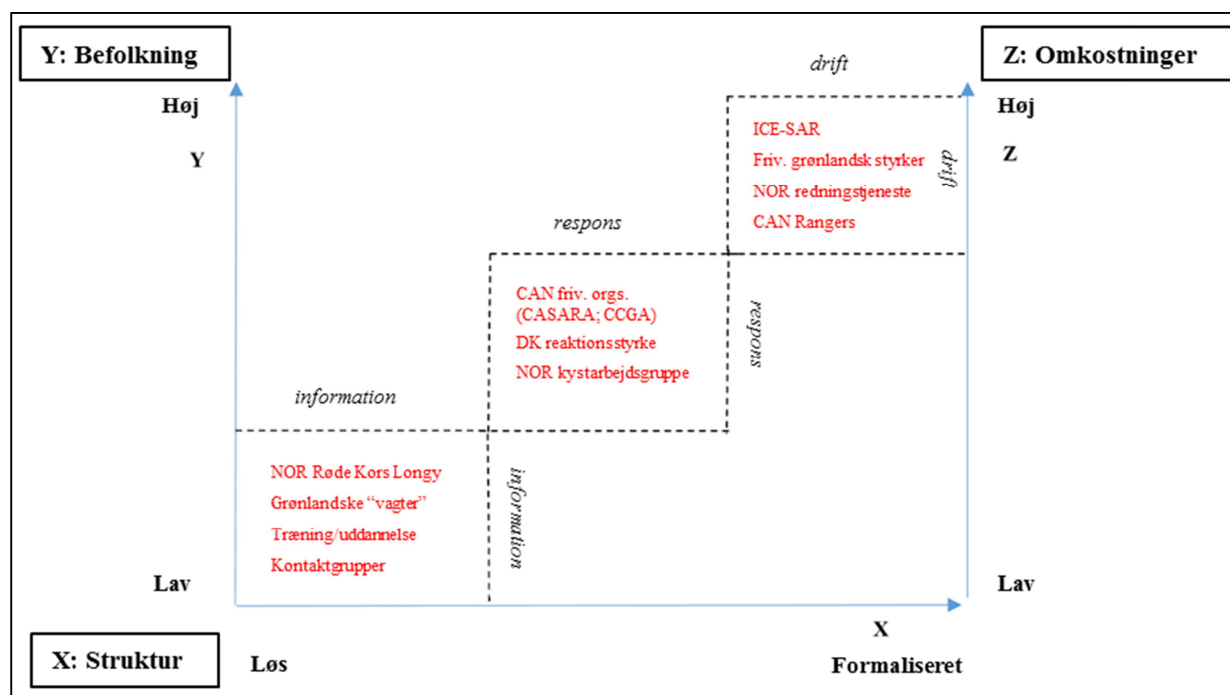 Y: Befolkning
Z: Omkostninger
drift
Høj
Høj
Y
Z
ICE-SAR
Friv. grønlandsk styrker
NOR redningstjeneste
CAN Rangers
drift
respons
CAN friv. orgs.
(CASARA; CCGA)
DK reaktionsstyrke
NOR kystarbejdsgruppe
respons
information
NOR Røde Kors Longy
Grønlandske “vagter”
Træning/uddannelse
Kontaktgrupper
information
Lav
Lav
X
X: Struktur
Løs
Formaliseret